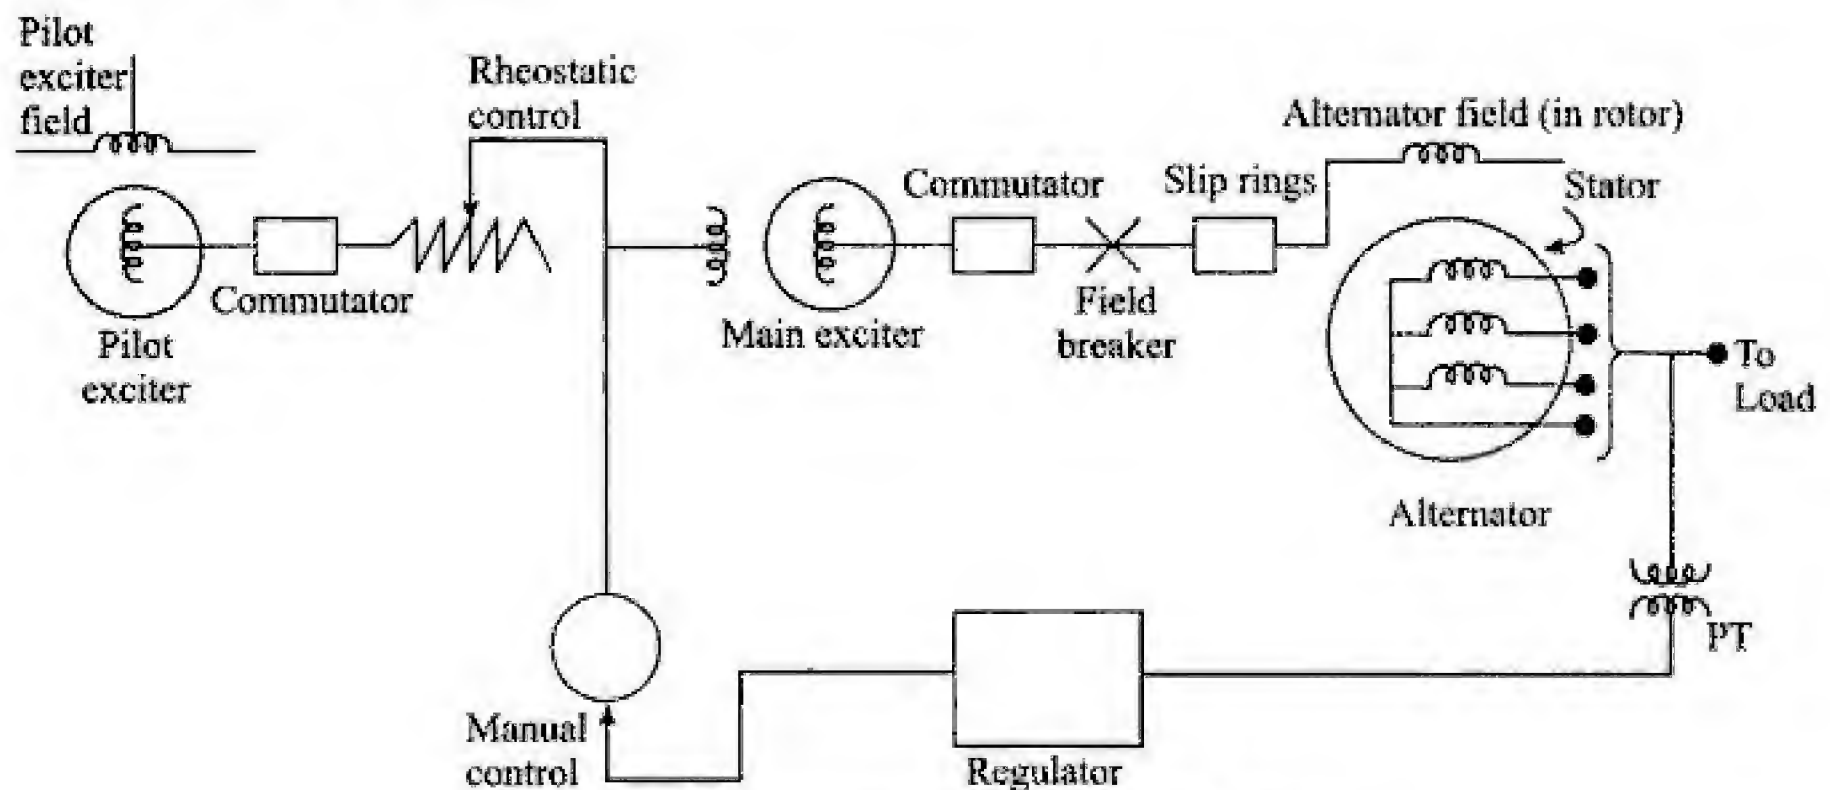 Pilot
exciter
field
Rheostatic
control
Alternator field (in rotor)
Commutator
Slip rings
Stator
Commutator
Pilot
exciter
Main exciter
Field
breaker
To
Load
Alternator
PT
Manual
control
Regulator